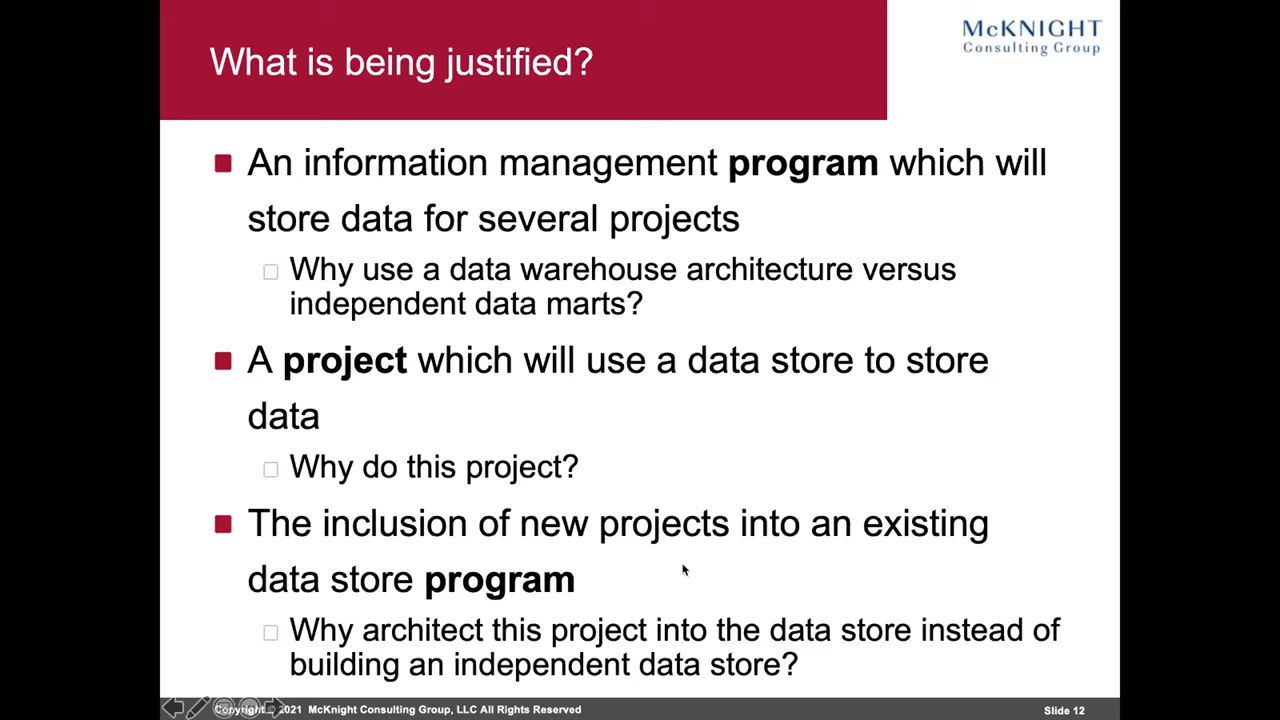 What is being justified?
McKNIGHT
Consulting Group
An information management program which will
store data for several projects
Why use a data warehouse architecture versus
independent data marts?
A project which will use a data store to store
data
Why do this project?
The inclusion of new projects into an existing
data store program
Why architect this project into the data store instead of
building an independent data store?
Copyright © 2021 McKnight Consulting Group, LLC All Rights Reserved
Slide 12